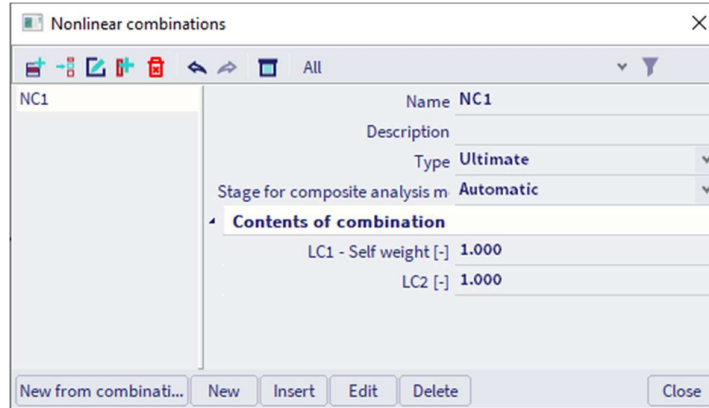 Nonlinear combinations
All
NC1
Name NC1
Description
Type Ultimate
Stage for composite analysis m Automatic
Contents of combination
LC1 - Self weight [-] 1.000
LC2 [-] 1.000
New from combinati... New Insert Edit Delete Close